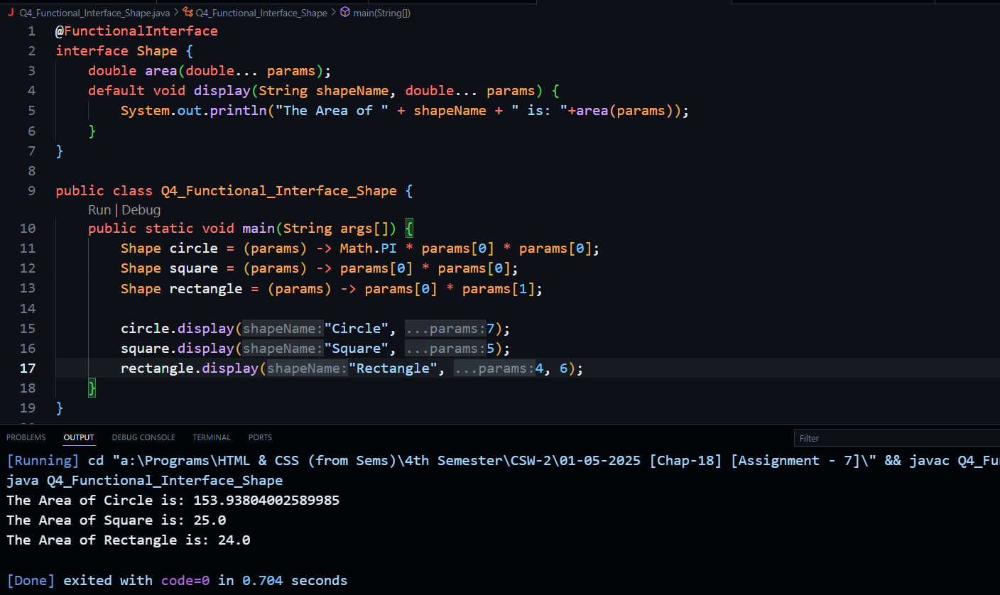 Q4_Functional_Interface_Shape.java > Q4_Functional_Interface_Shape > main(String[])
1 @FunctionalInterface
2 interface Shape {
3 double area(double... params);
4 default void display(String shapeName, double... params) {
5 System.out.println("The Area of " + shapeName + " is: "+area(params));
6 }
7 }
8
9 public class Q4_Functional_Interface_Shape {
Run | Debug
10 public static void main(String args[]) {
11 Shape circle = (params) -> Math.PI * params[0] * params[0];
12 Shape square = (params) -> params[0] * params[0];
13 Shape rectangle = (params) -> params[0] * params[1];
14
15 circle.display(shapeName:"Circle", ...params:7);
16 square.display(shapeName:"Square", ...params:5);
17 rectangle.display(shapeName:"Rectangle", ...params:4, 6);
18 }
19 }
PROBLEMS OUTPUT DEBUG CONSOLE TERMINAL PORTS Filter
[Running] cd "a:\Programs\HTML & CSS (from Sems)\4th Semester\CSW-2\01-05-2025 [Chap-18] [Assignment - 7]\" && javac Q4_Fu
java Q4_Functional_Interface_Shape
The Area of Circle is: 153.93804002589985
The Area of Square is: 25.0
The Area of Rectangle is: 24.0
[Done] exited with code=0 in 0.704 seconds